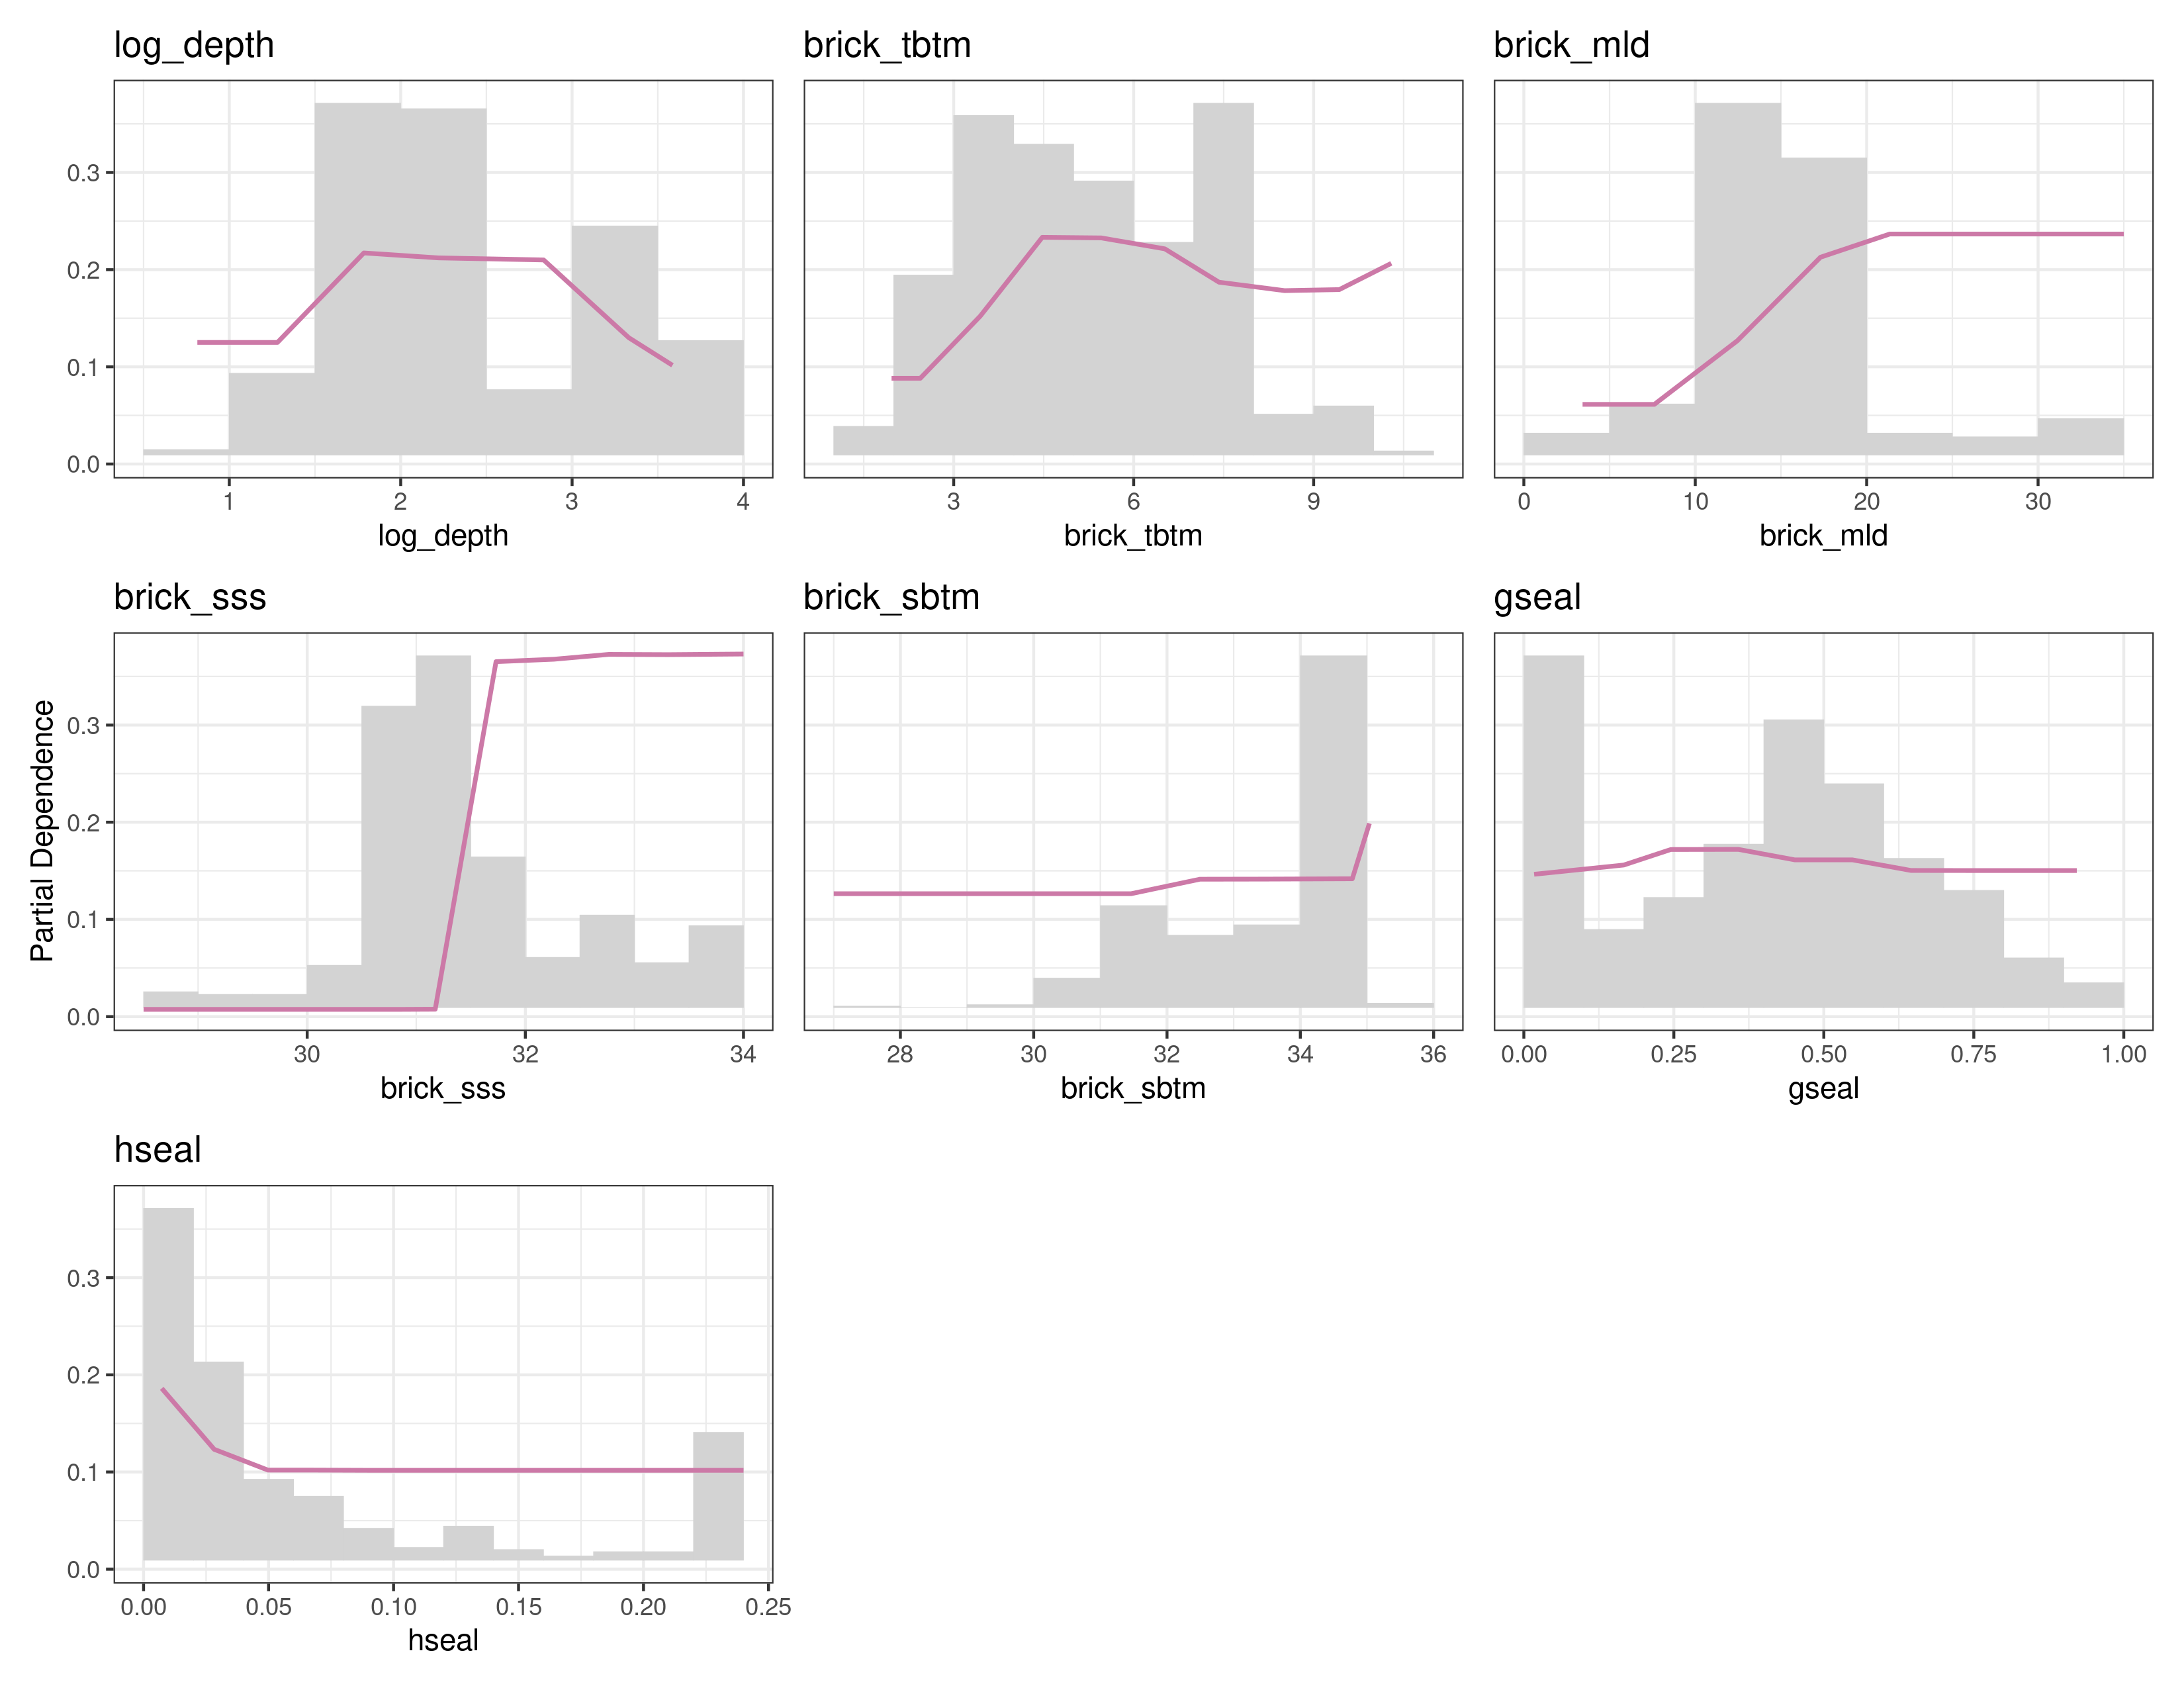 log_depth
brick_tbtm
brick_mld
0.3
0.2
0.1
0.0
1 2 3 4
3 6 9
0 10 20 30
log_depth
brick_tbtm
brick_mld
brick_sss
brick_sbtm
gseal
Partial Dependence
0.3
0.2
0.1
0.0
30 32 34
28 30 32 34 36
0.00 0.25 0.50 0.75 1.00
brick_sss
brick_sbtm
gseal
hseal
0.3
0.2
0.1
0.0
0.00 0.05 0.10 0.15 0.20 0.25
hseal